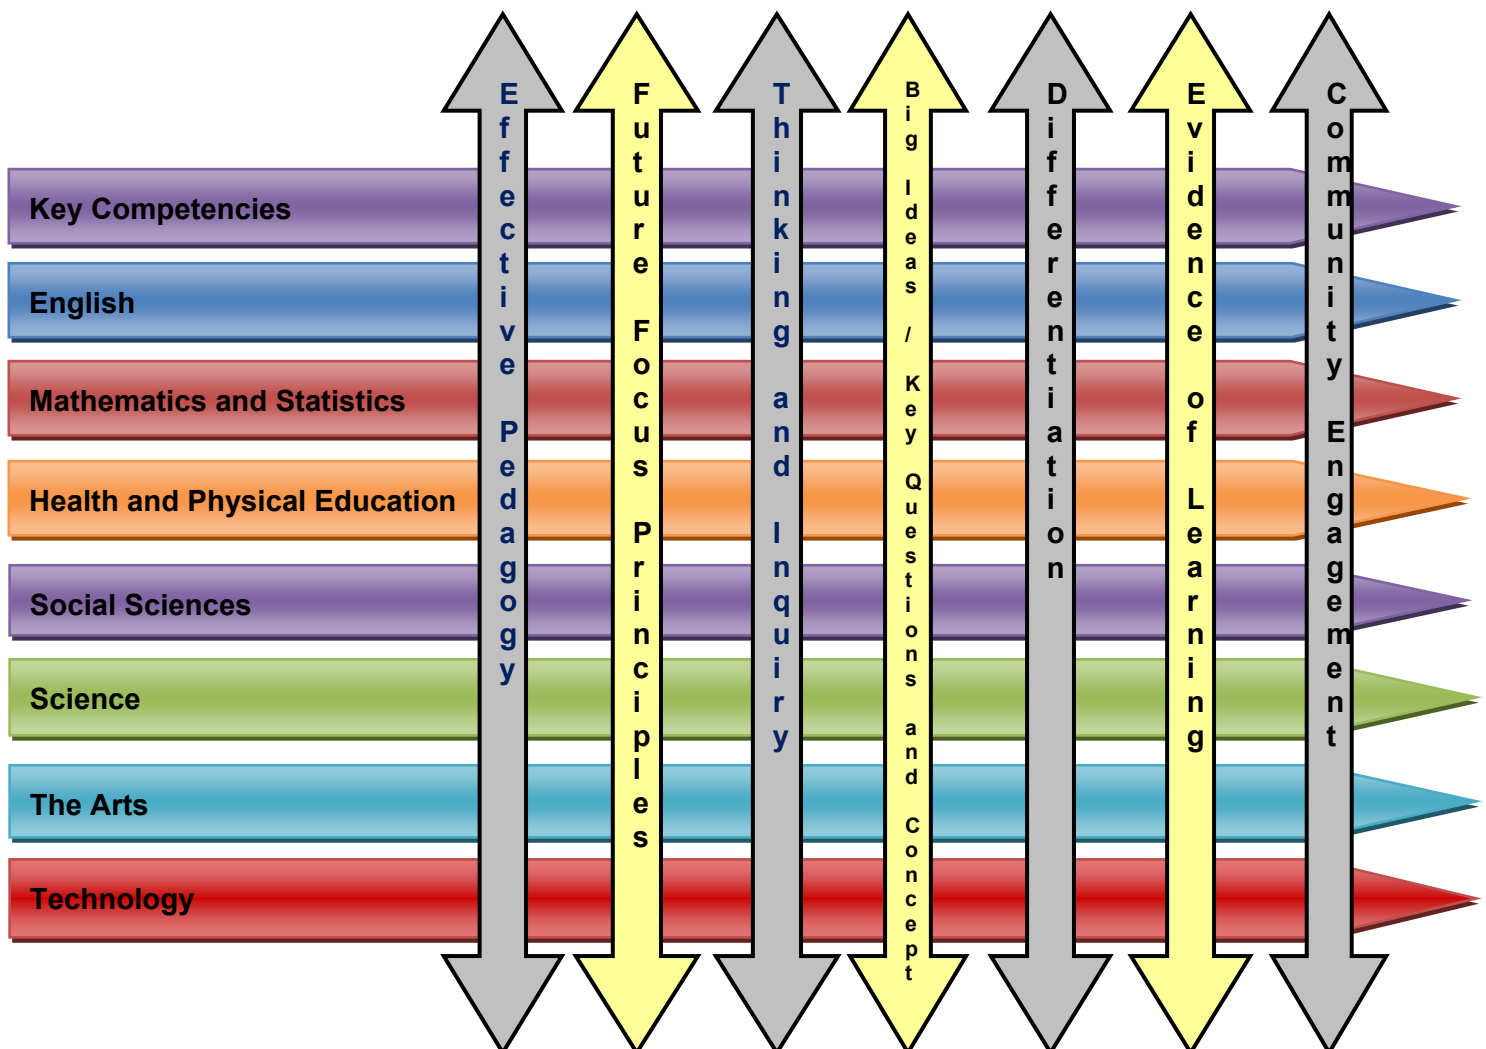 Key Competencies
English
Mathematics and Statistics
Health and Physical Education
Social Sciences
Science
The Arts
Technology
Effective Pedagogy
Future Focus Principles
Thinking and Inquiry
Big Ideas / Key Questions and Concept
Differentiation
Evidence of Learning
Community Engagement